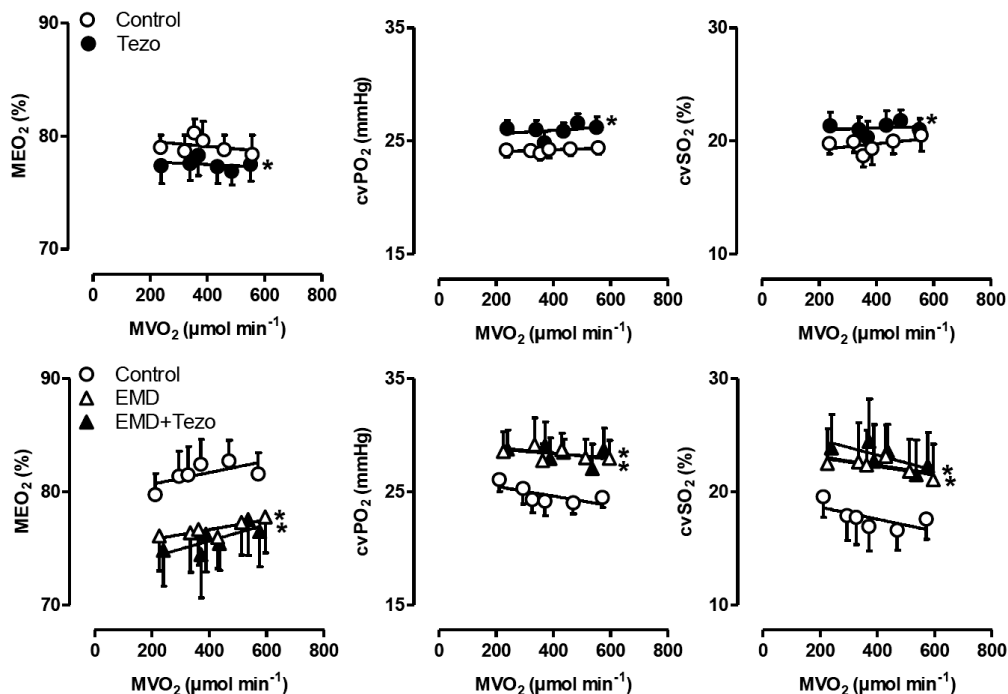 Control
Tezo
MEO₂ (%)
90
80
70
0 200 400 600 800
MVO₂ (µmol min⁻¹)
*
cvPO₂ (mmHg)
35
25
15
0 200 400 600 800
MVO₂ (µmol min⁻¹)
*
cvSO₂ (%)
30
20
10
0 200 400 600 800
MVO₂ (µmol min⁻¹)
*
Control
EMD
EMD+Tezo
MEO₂ (%)
90
80
70
0 200 400 600 800
MVO₂ (µmol min⁻¹)
*
*
cvPO₂ (mmHg)
35
25
15
0 200 400 600 800
MVO₂ (µmol min⁻¹)
*
*
cvSO₂ (%)
30
20
10
0 200 400 600 800
MVO₂ (µmol min⁻¹)
*
*